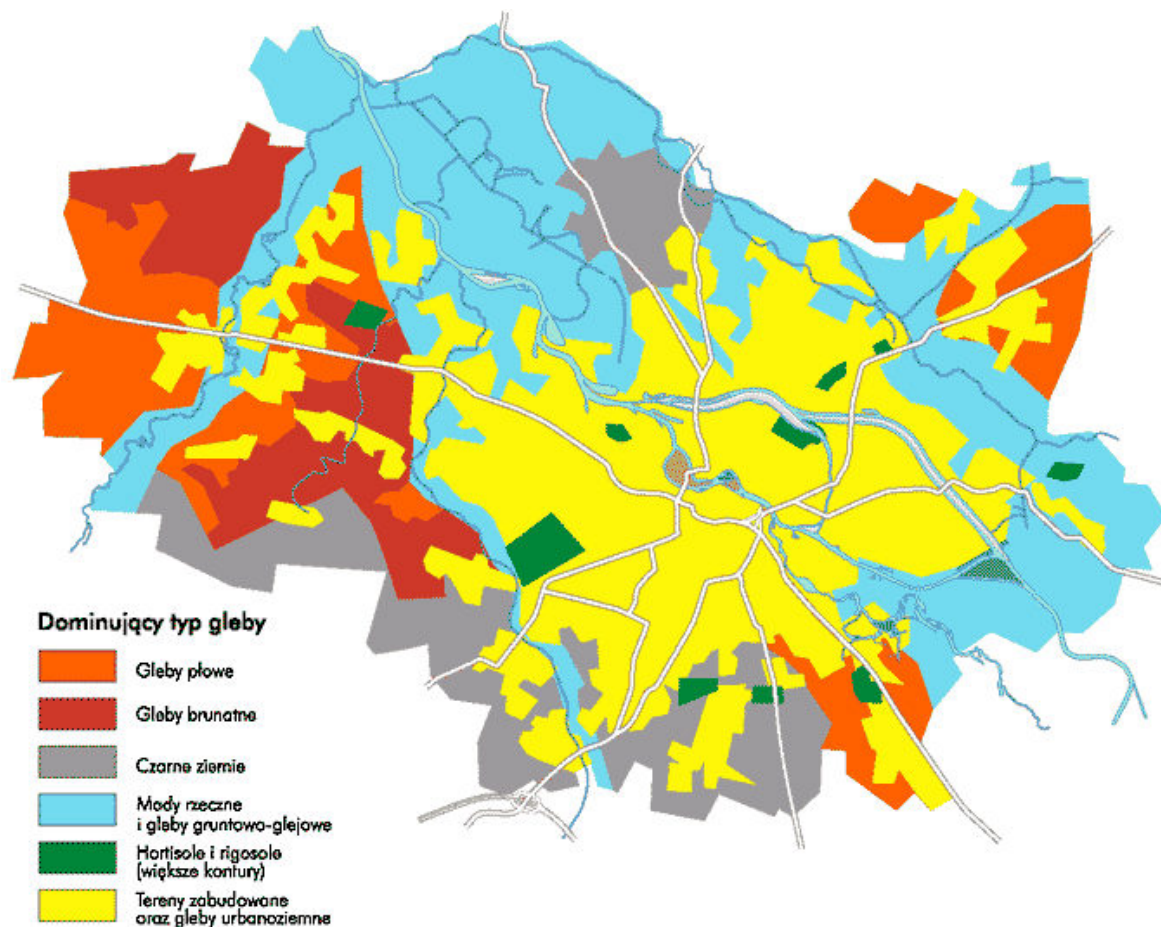 Dominujący typ gleby
Gleby płowe
Gleby brunatne
Czarne ziemie
Mady rzeczne
i gleby gruntowo-glejowe
Hortisole i rigosole
(większe kontury)
Tereny zabudowane
oraz gleby urbanoziemne